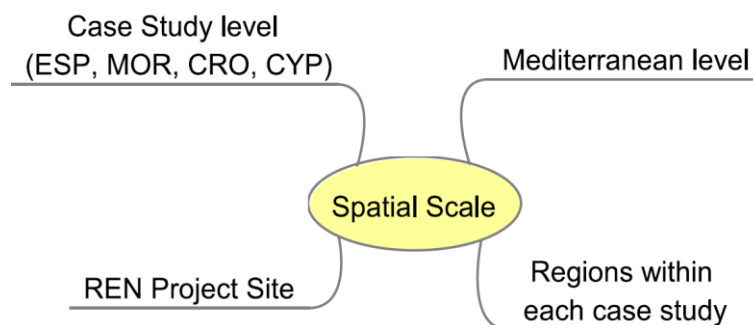 Case Study level
(ESP, MOR, CRO, CYP)
Mediterranean level
Spatial Scale
REN Project Site
Regions within
each case study